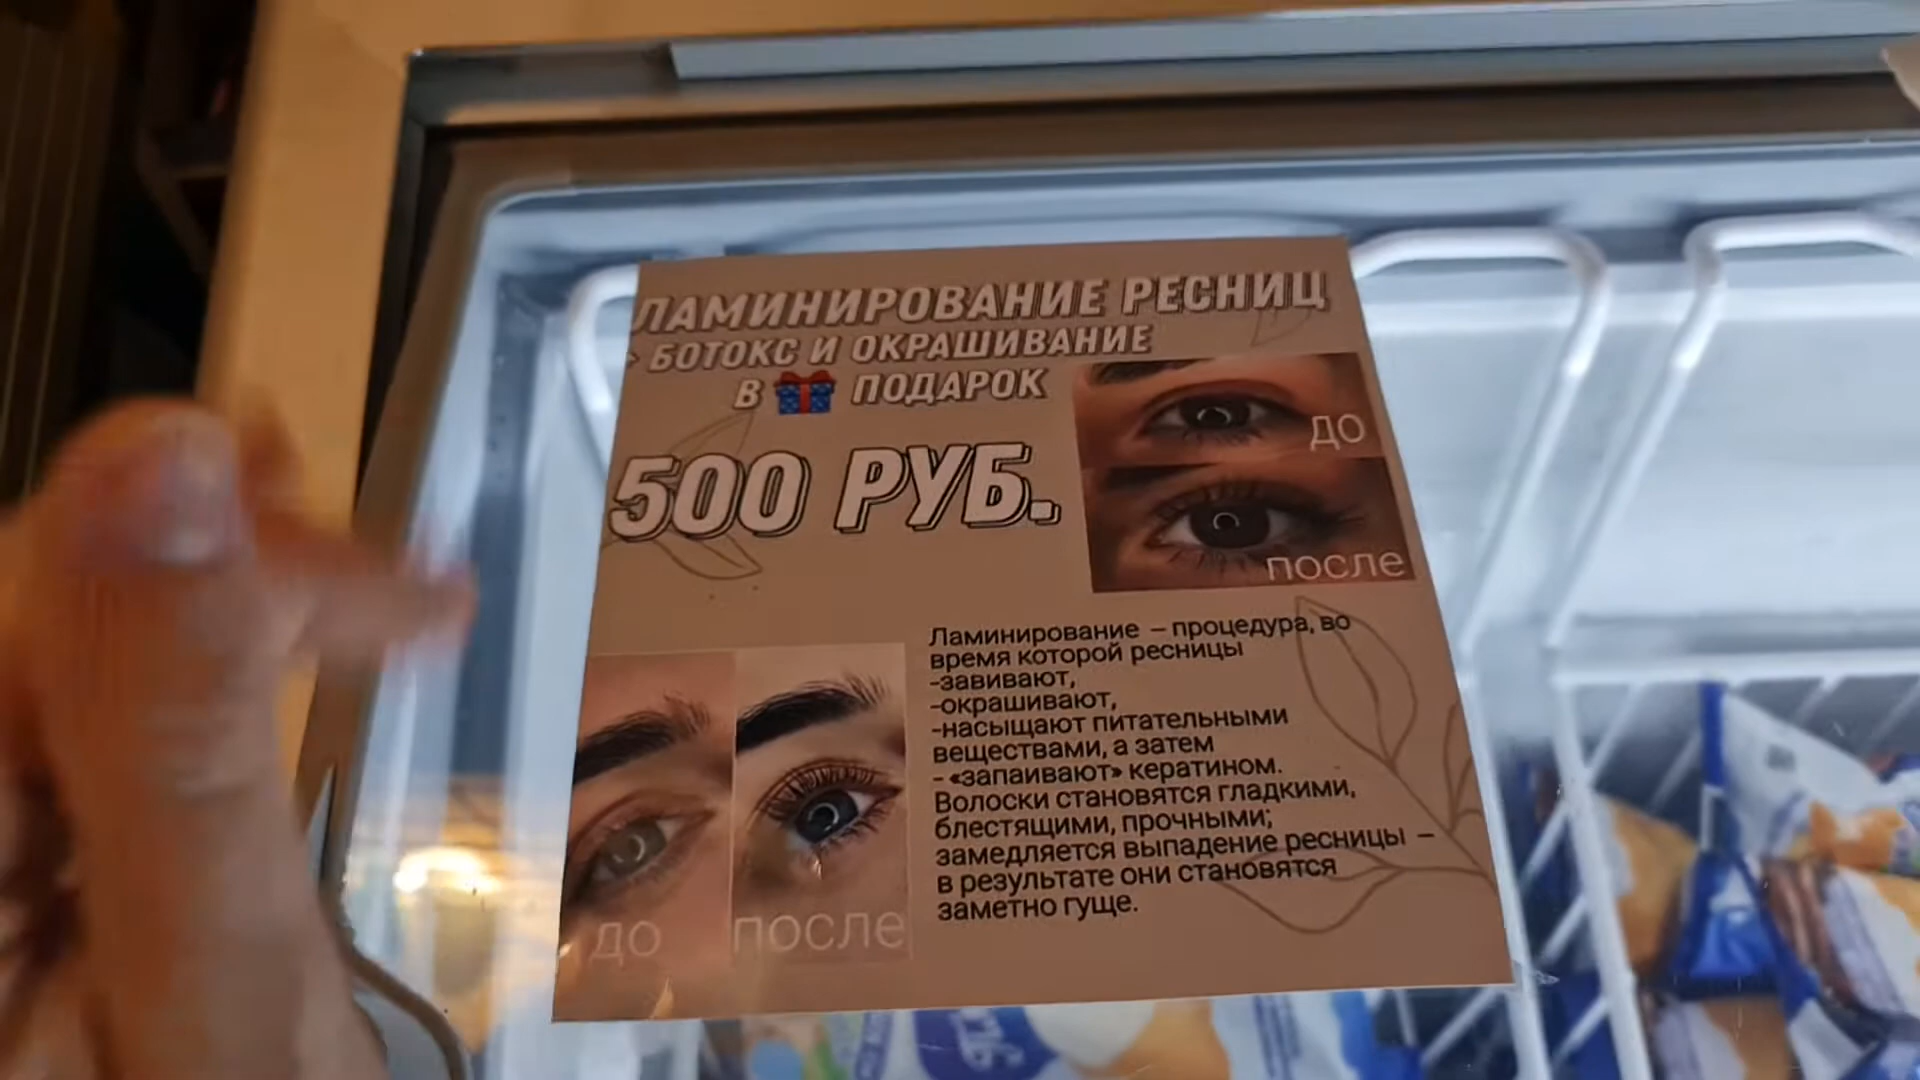 ЛАМИНИРОВАНИЕ РЕСНИЦ
+ БОТОКС И ОКРАШИВАНИЕ
В 🎁 ПОДАРОК
500 РУБ.
ДО
ПОСЛЕ
Ламинирование – процедура, во
время которой ресницы
-завивают,
-окрашивают,
-насыщают питательными
веществами, а затем
- «запаивают» кератином.
Волоски становятся гладкими,
блестящими, прочными;
замедляется выпадение ресницы –
в результате они становятся
заметно гуще.
ДО
ПОСЛЕ